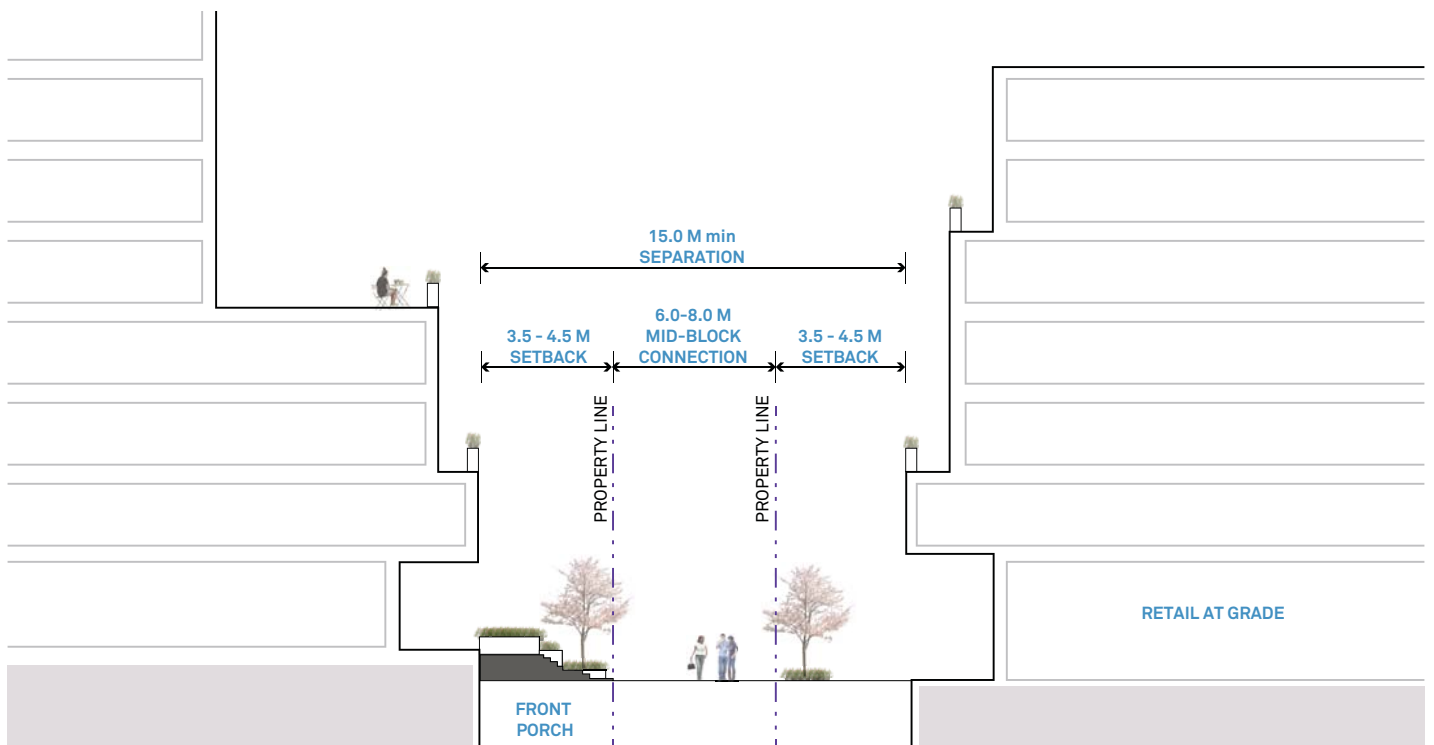 15.0 M min
SEPARATION
3.5 - 4.5 M
SETBACK
6.0-8.0 M
MID-BLOCK
CONNECTION
3.5 - 4.5 M
SETBACK
PROPERTY LINE
PROPERTY LINE
RETAIL AT GRADE
FRONT
PORCH